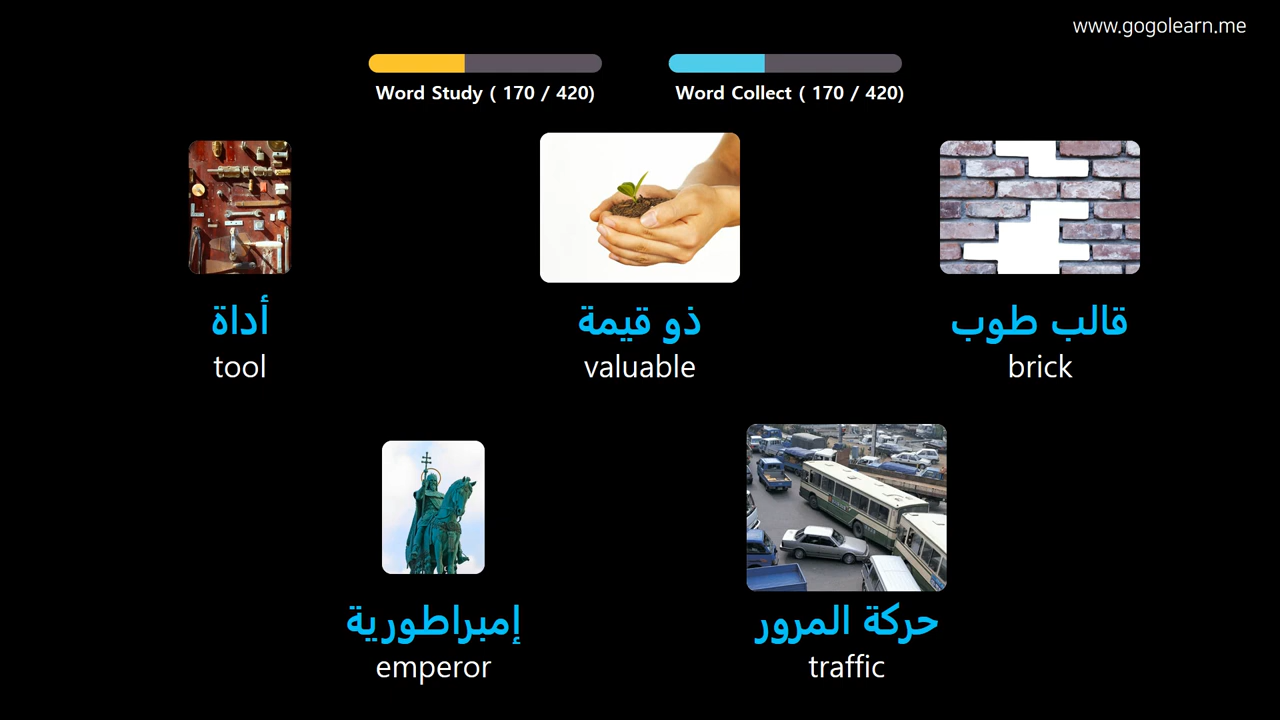 www.gogolearn.me
Word Study ( 170 / 420)
Word Collect ( 170 / 420)
أداة
tool
ذو قيمة
valuable
قالب طوب
brick
إمبراطورية
emperor
حركة المرور
traffic